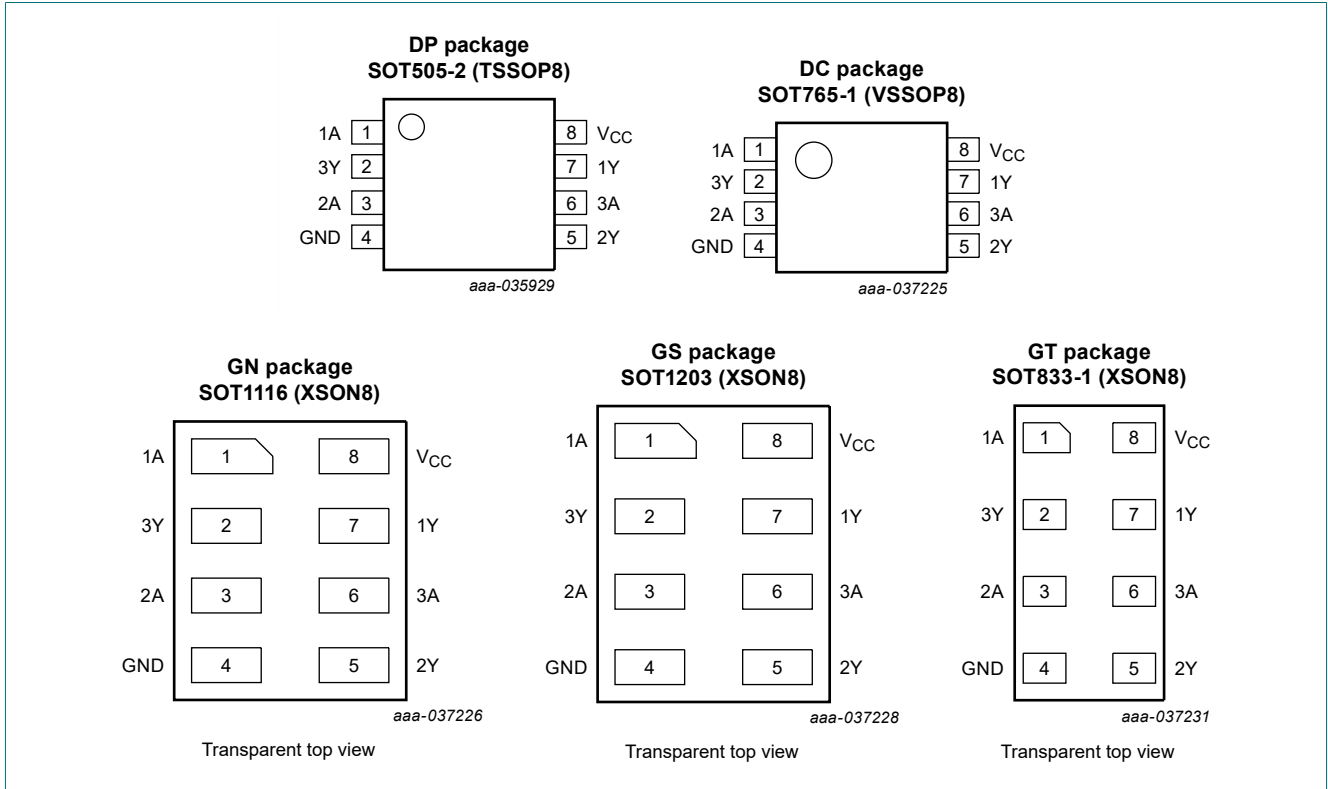 DP package
SOT505-2 (TSSOP8)
1A 1 8 VCC
3Y 2 7 1Y
2A 3 6 3A
GND 4 5 2Y
aaa-035929
DC package
SOT765-1 (VSSOP8)
1A 1 8 VCC
3Y 2 7 1Y
2A 3 6 3A
GND 4 5 2Y
aaa-037225
GN package
SOT1116 (XSON8)
1A 1 8 VCC
3Y 2 7 1Y
2A 3 6 3A
GND 4 5 2Y
aaa-037226
Transparent top view
GS package
SOT1203 (XSON8)
1A 1 8 VCC
3Y 2 7 1Y
2A 3 6 3A
GND 4 5 2Y
aaa-037228
Transparent top view
GT package
SOT833-1 (XSON8)
1A 1 8 VCC
3Y 2 7 1Y
2A 3 6 3A
GND 4 5 2Y
aaa-037231
Transparent top view